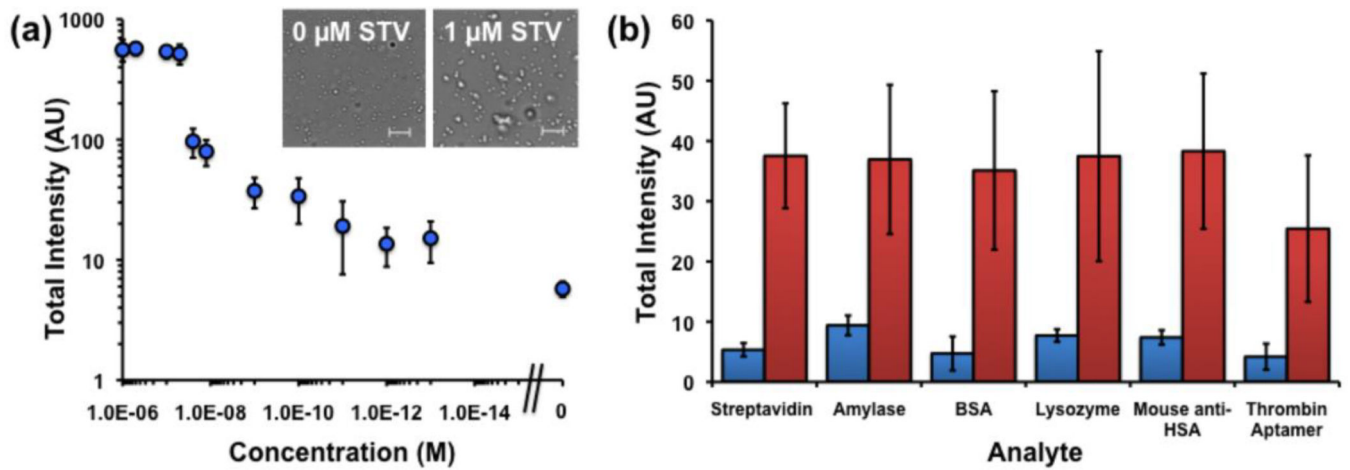 (a)
Total Intensity (AU)
1000
100
10
1
0 µM STV
1 µM STV
1.0E-06 1.0E-08 1.0E-10 1.0E-12 1.0E-14 0
Concentration (M)
(b)
Total Intensity (AU)
60
50
40
30
20
10
0
Streptavidin Amylase BSA Lysozyme Mouse anti- Thrombin
HSA Aptamer
Analyte